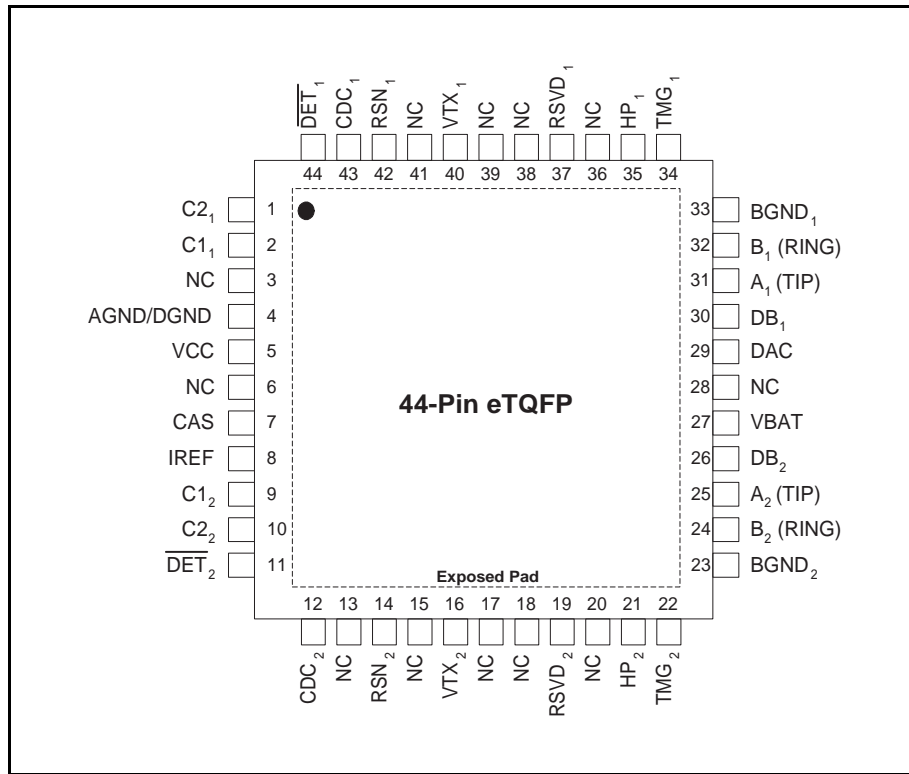 DET₁
CDC₁
RSN₁
NC
VTX₁
NC
NC
RSVD₁
NC
HP₁
TMG₁
44 43 42 41 40 39 38 37 36 35 34
C2₁ 1
C1₁ 2
NC 3
AGND/DGND 4
VCC 5
NC 6
CAS 7
IREF 8
C1₂ 9
C2₂ 10
DET₂ 11
44-Pin eTQFP
33 BGND₁
32 B₁ (RING)
31 A₁ (TIP)
30 DB₁
29 DAC
28 NC
27 VBAT
26 DB₂
25 A₂ (TIP)
24 B₂ (RING)
23 BGND₂
Exposed Pad
12 13 14 15 16 17 18 19 20 21 22
CDC₂
NC
RSN₂
NC
VTX₂
NC
NC
RSVD₂
NC
HP₂
TMG₂